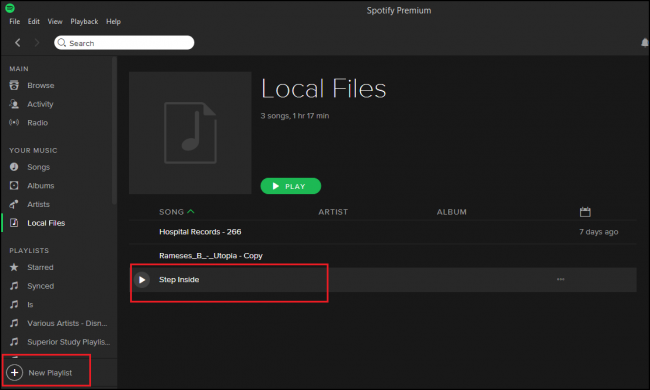 Spotify Premium
File Edit View Playback Help
Search
MAIN
Browse
Activity
Radio
YOUR MUSIC
Songs
Albums
Artists
Local Files
PLAYLISTS
Starred
Synced
Is
Various Artists - Disn...
Superior Study Playlis...
New Playlist
Local Files
3 songs, 1 hr 17 min
PLAY
SONG ARTIST ALBUM
Hospital Records - 266 7 days ago
Rameses_B_-_Utopia - Copy
Step Inside